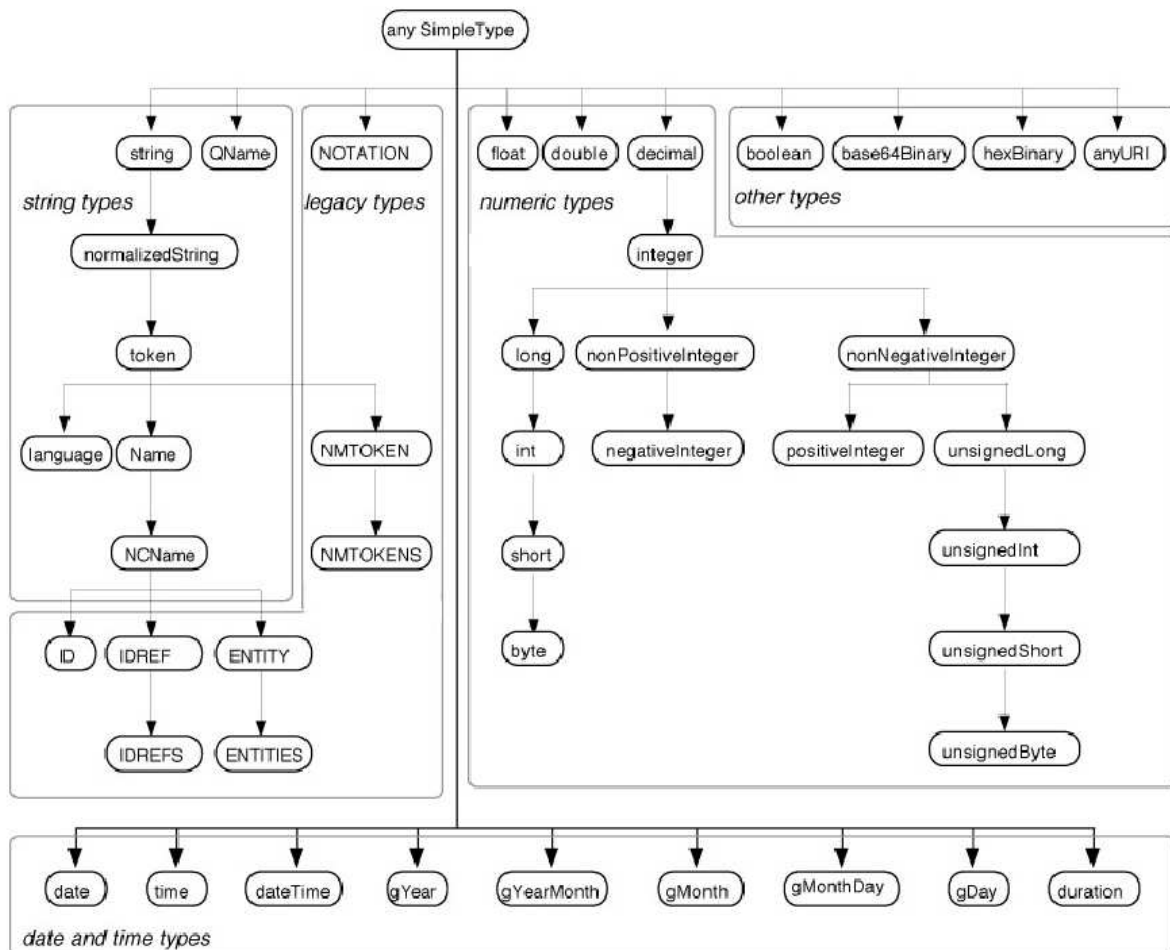 any SimpleType
string
QName
NOTATION
float
double
decimal
boolean
base64Binary
hexBinary
anyURI
string types
legacy types
numeric types
other types
normalizedString
integer
token
long
nonPositiveInteger
nonNegativeInteger
language
Name
NMTOKEN
int
negativeInteger
positiveInteger
unsignedLong
NCName
NMTOKENS
short
unsignedInt
ID
IDREF
ENTITY
byte
unsignedShort
IDREFS
ENTITIES
unsignedByte
date
time
dateTime
gYear
gYearMonth
gMonth
gMonthDay
gDay
duration
date and time types